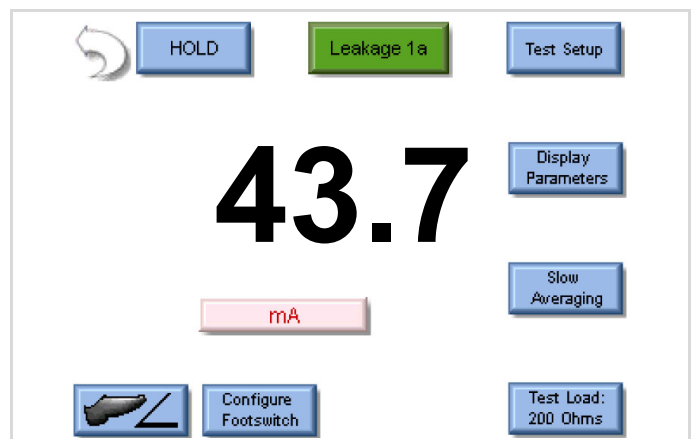 HOLD
Leakage 1a
Test Setup
43.7
Display
Parameters
mA
Slow
Averaging
Configure
Footswitch
Test Load:
200 Ohms